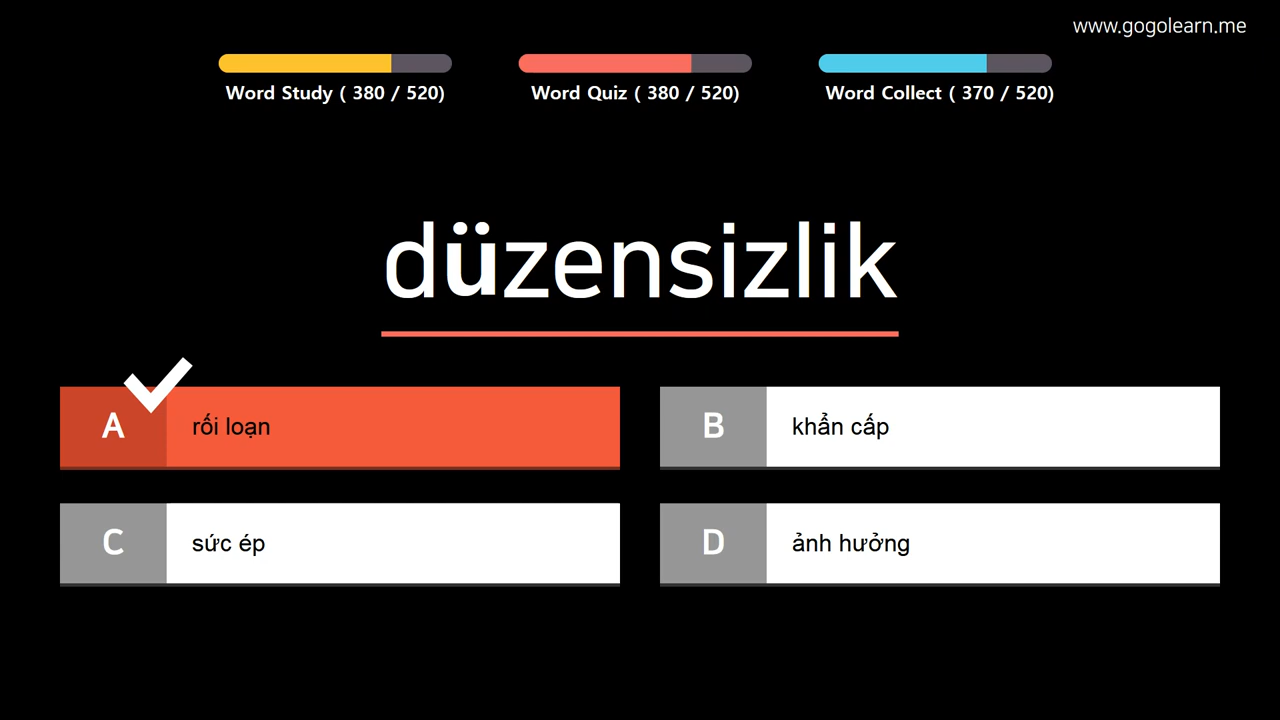 www.gogolearn.me
Word Study ( 380 / 520)
Word Quiz ( 380 / 520)
Word Collect ( 370 / 520)
düzensizlik
A rối loạn
B khẩn cấp
C sức ép
D ảnh hưởng